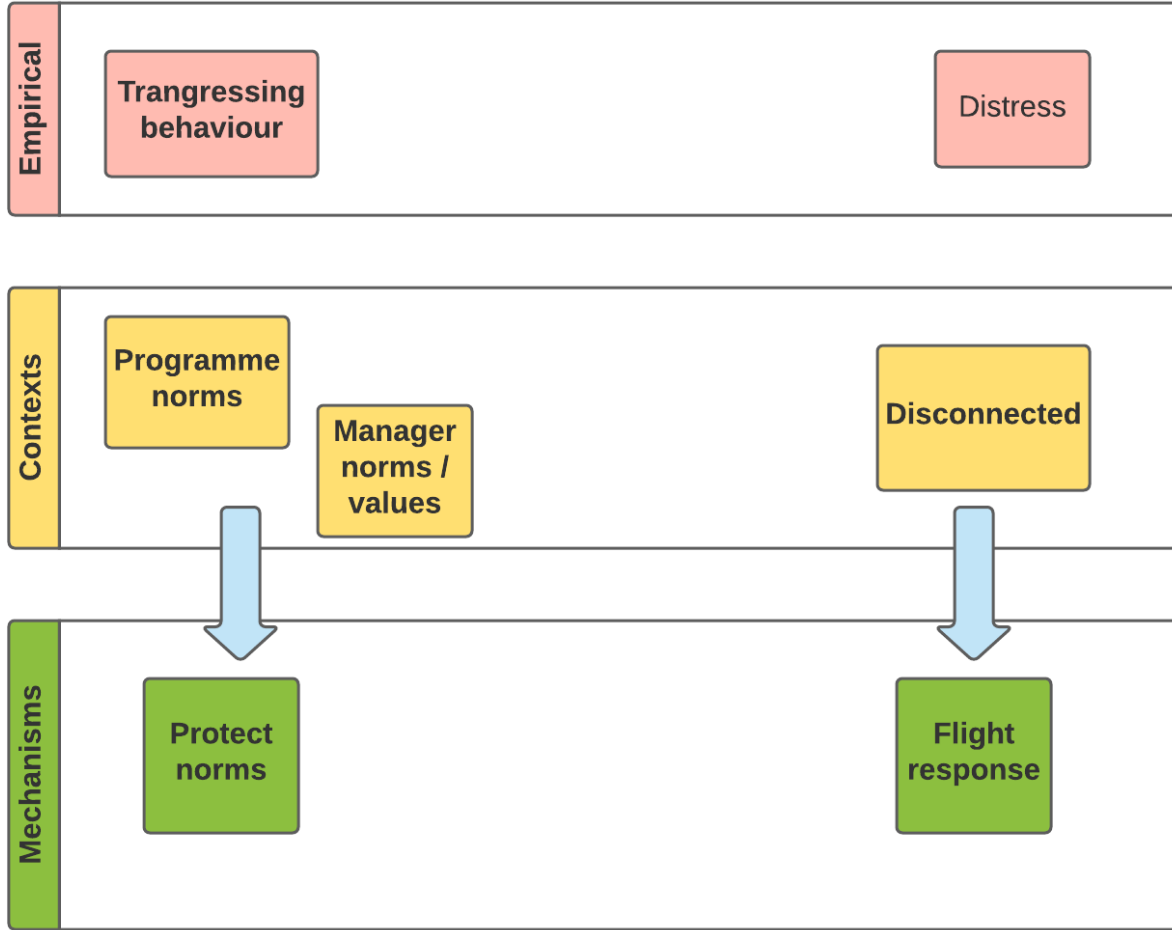 Empirical
Trangressing
behaviour
Distress
Contexts
Programme
norms
Manager
norms /
values
Disconnected
Mechanisms
Protect
norms
Flight
response